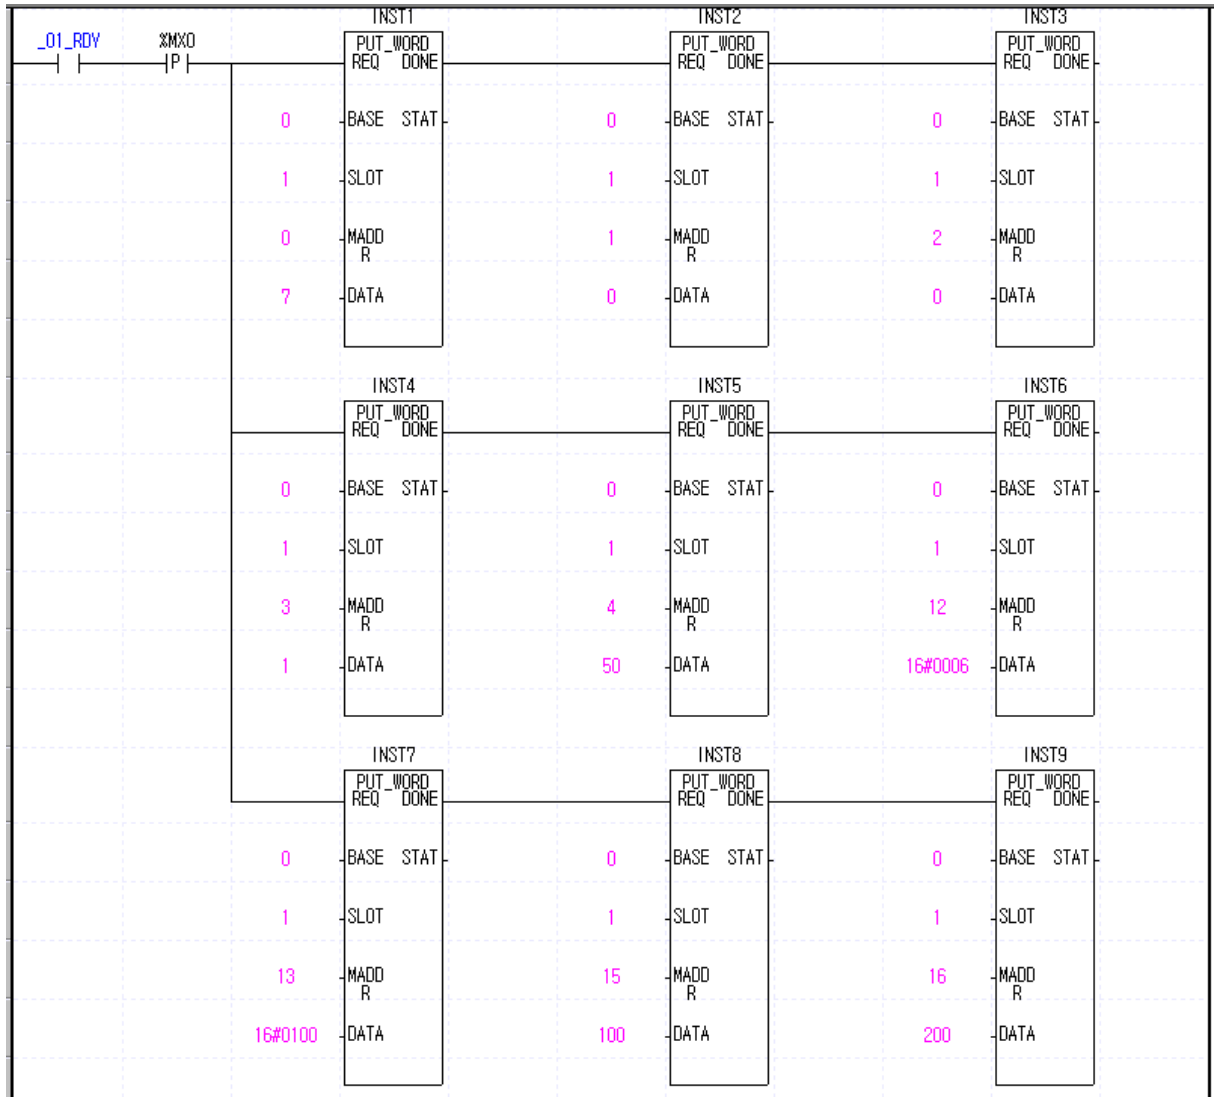 INST1 INST2 INST3
_01_RDY %MX0 PUT_WORD PUT_WORD PUT_WORD
P REQ DONE REQ DONE REQ DONE
0 BASE STAT 0 BASE STAT 0 BASE STAT
1 SLOT 1 SLOT 1 SLOT
0 MADD 1 MADD 2 MADD
R R R
7 DATA 0 DATA 0 DATA
INST4 INST5 INST6
PUT_WORD PUT_WORD PUT_WORD
REQ DONE REQ DONE REQ DONE
0 BASE STAT 0 BASE STAT 0 BASE STAT
1 SLOT 1 SLOT 1 SLOT
3 MADD 4 MADD 12 MADD
R R R
1 DATA 50 DATA 16#0006 DATA
INST7 INST8 INST9
PUT_WORD PUT_WORD PUT_WORD
REQ DONE REQ DONE REQ DONE
0 BASE STAT 0 BASE STAT 0 BASE STAT
1 SLOT 1 SLOT 1 SLOT
13 MADD 15 MADD 16 MADD
R R R
16#0100 DATA 100 DATA 200 DATA